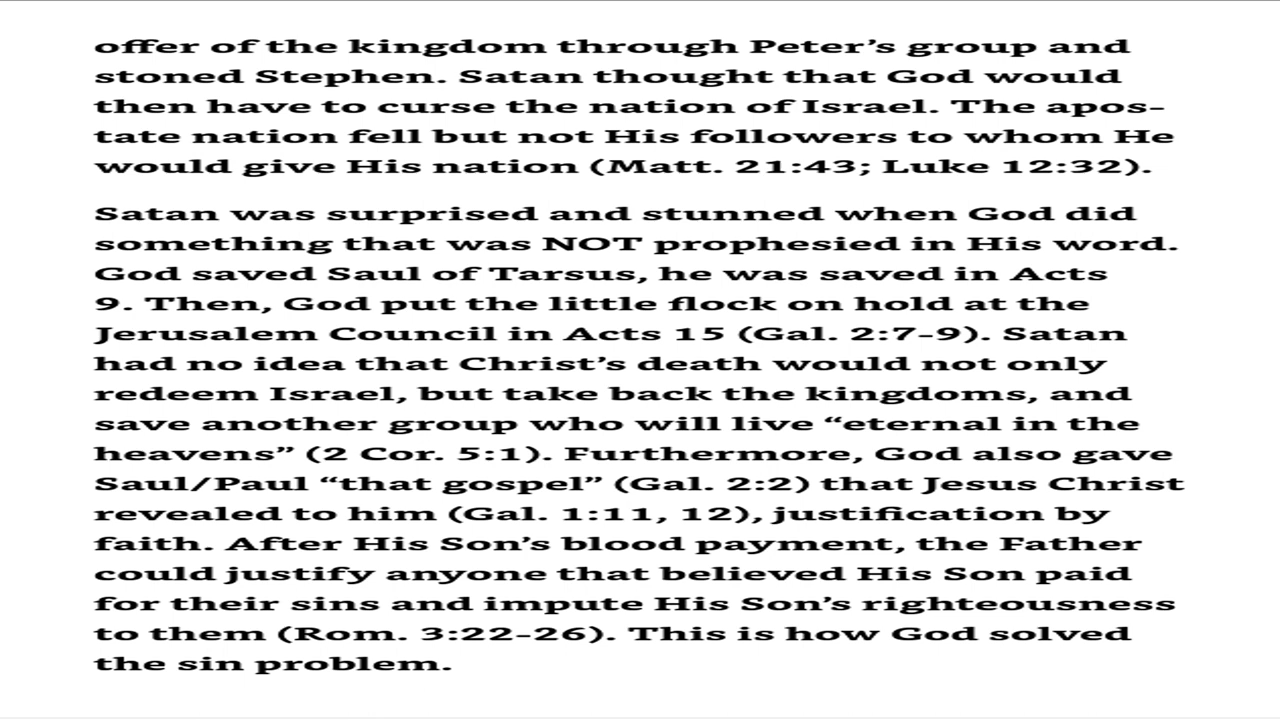 offer of the kingdom through Peter’s group and
stoned Stephen. Satan thought that God would
then have to curse the nation of Israel. The apos-
tate nation fell but not His followers to whom He
would give His nation (Matt. 21:43; Luke 12:32).
Satan was surprised and stunned when God did
something that was NOT prophesied in His word.
God saved Saul of Tarsus, he was saved in Acts
9. Then, God put the little flock on hold at the
Jerusalem Council in Acts 15 (Gal. 2:7-9). Satan
had no idea that Christ’s death would not only
redeem Israel, but take back the kingdoms, and
save another group who will live “eternal in the
heavens” (2 Cor. 5:1). Furthermore, God also gave
Saul/Paul “that gospel” (Gal. 2:2) that Jesus Christ
revealed to him (Gal. 1:11, 12), justification by
faith. After His Son’s blood payment, the Father
could justify anyone that believed His Son paid
for their sins and impute His Son’s righteousness
to them (Rom. 3:22-26). This is how God solved
the sin problem.